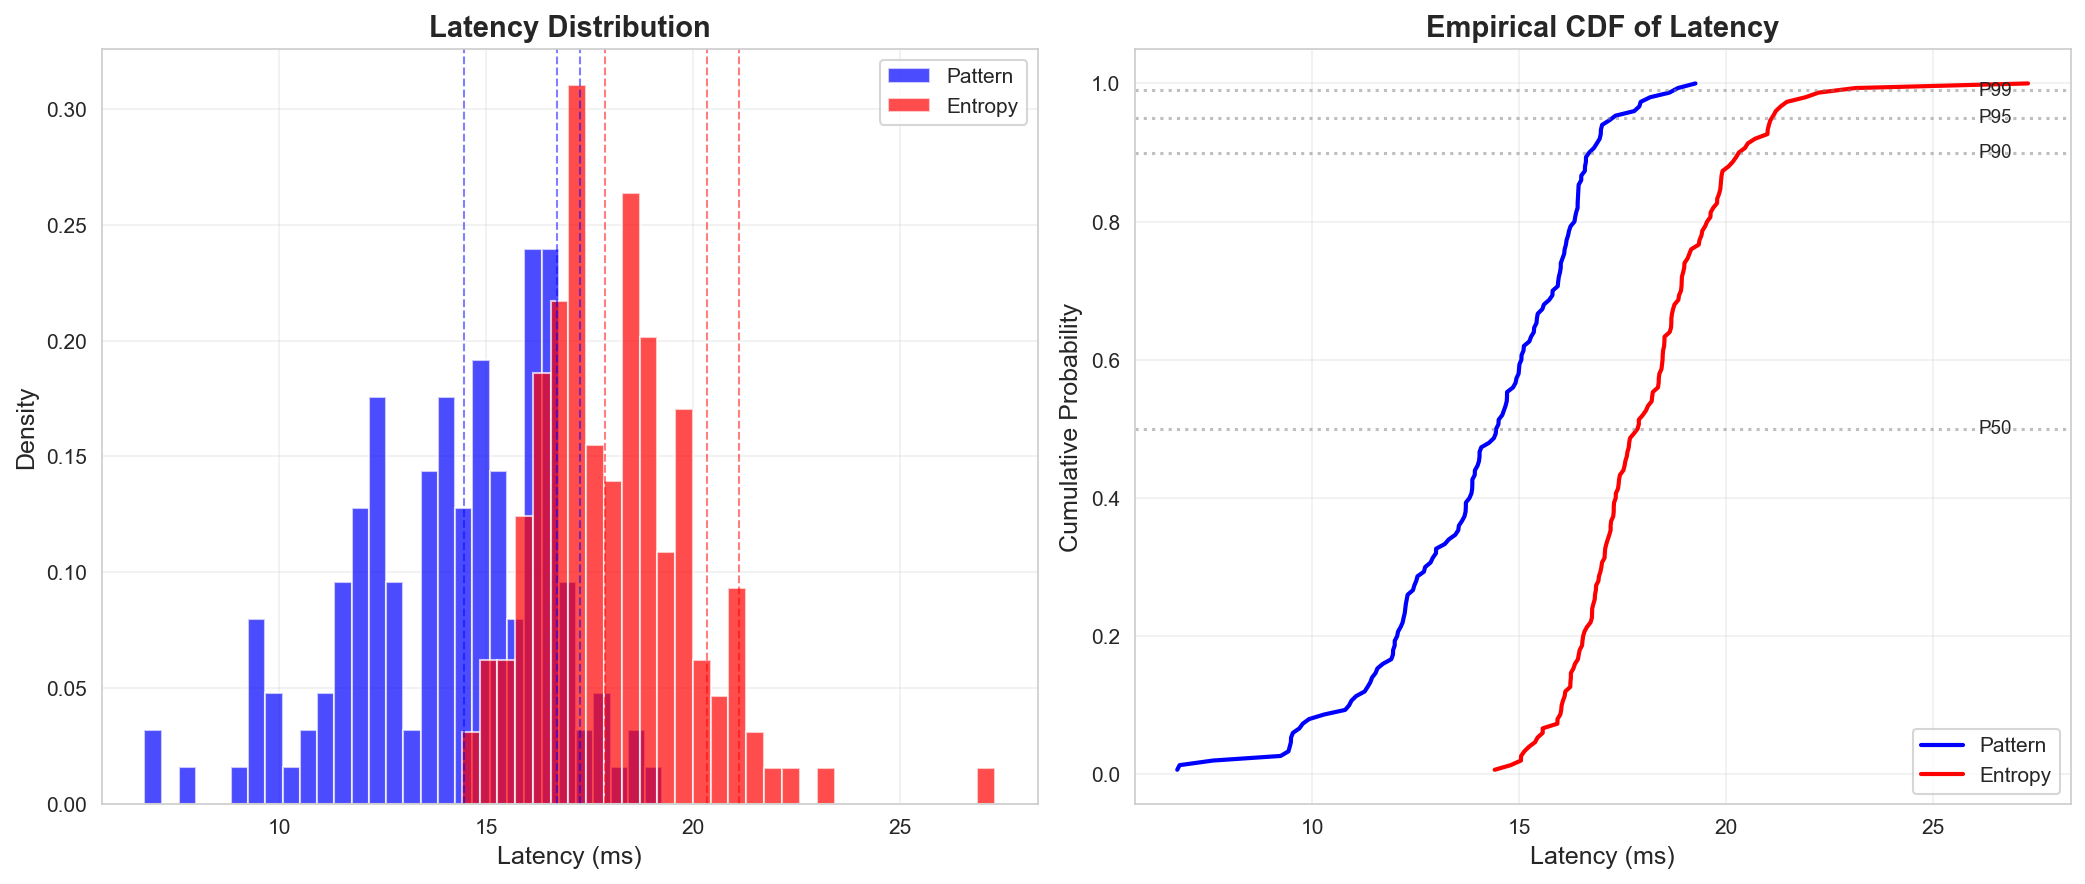 Latency Distribution
Pattern
Entropy
0.30
0.25
0.20
0.15
0.10
0.05
0.00
Density
10
15
20
25
Latency (ms)
Empirical CDF of Latency
1.0
0.8
0.6
0.4
0.2
0.0
Cumulative Probability
P99
P95
P90
P50
Pattern
Entropy
10
15
20
25
Latency (ms)